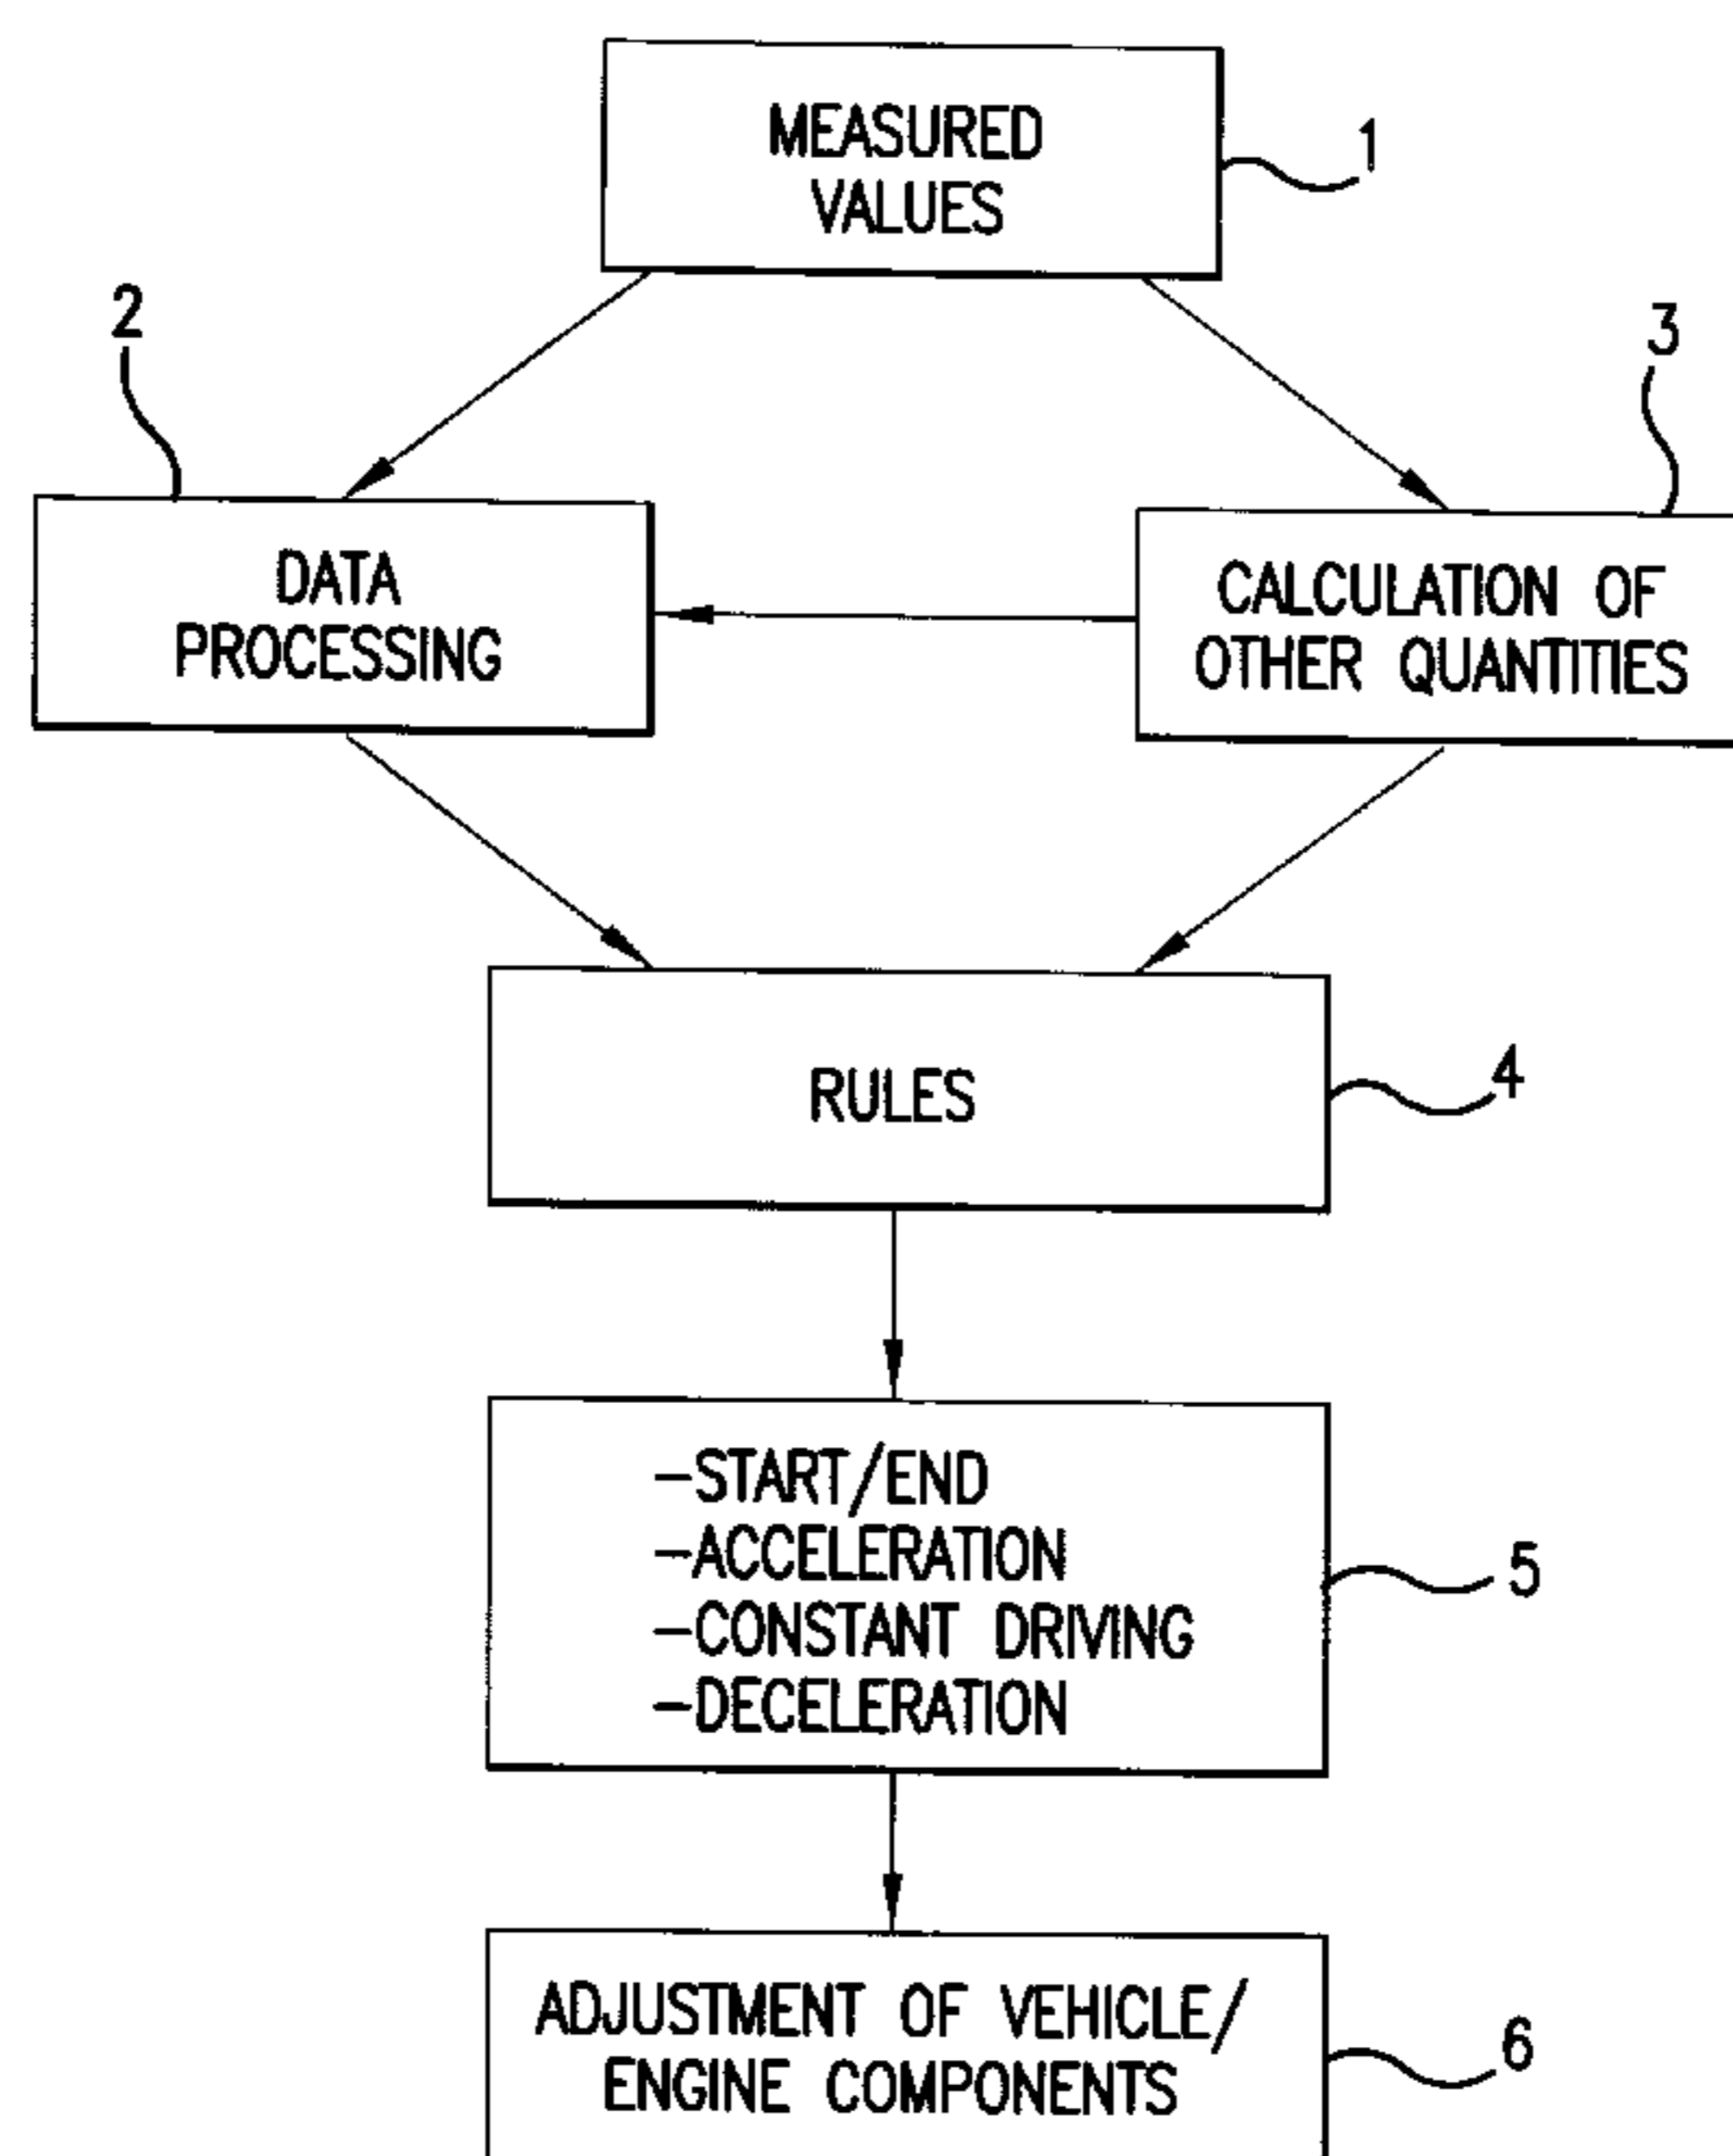 MEASURED
VALUES
1
2
3
DATA
PROCESSING
CALCULATION OF
OTHER QUANTITIES
RULES
4
-START/END
-ACCELERATION
-CONSTANT DRIVING
-DECELERATION
5
ADJUSTMENT OF VEHICLE/
ENGINE COMPONENTS
6